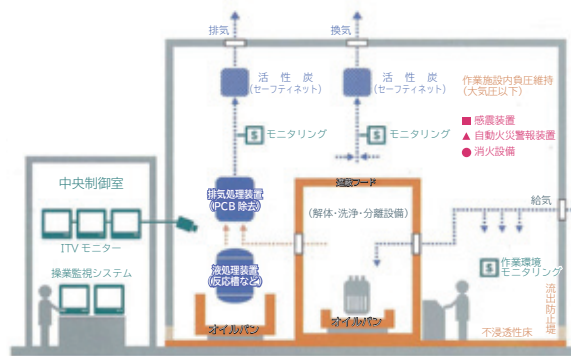 排気
換気
活性炭
(セーフティネット)
活性炭
(セーフティネット)
作業施設内負圧維持
(大気圧以下)
感震装置
自動火災警報装置
消火設備
S モニタリング
S モニタリング
中央制御室
ITVモニター
操業監視システム
排気処理装置
(PCB除去)
液処理装置
(反応槽など)
オイルパン
フード
(解体・洗浄・分離設備)
オイルパン
給気
S 作業環境
モニタリング
流出防止堤
不浸透性床